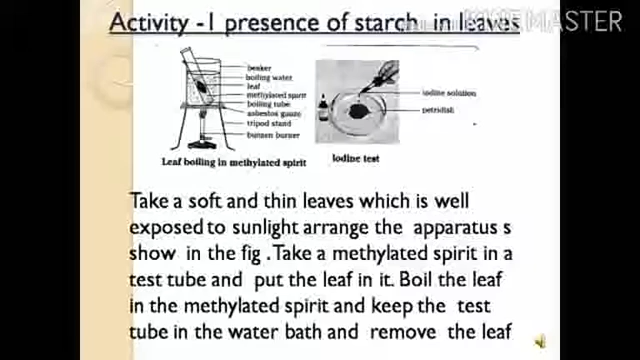 Activity -1 presence of starch in leaves
KINEMASTER
beaker
boiling water
leaf
methylated spirit
boiling tube
asbestos gauze
tripod stand
bunsen burner
iodine solution
petridish
Leaf boiling in methylated spirit
Iodine test
Take a soft and thin leaves which is well
exposed to sunlight arrange the apparatus s
show in the fig .Take a methylated spirit in a
test tube and put the leaf in it. Boil the leaf
in the methylated spirit and keep the test
tube in the water bath and remove the leaf